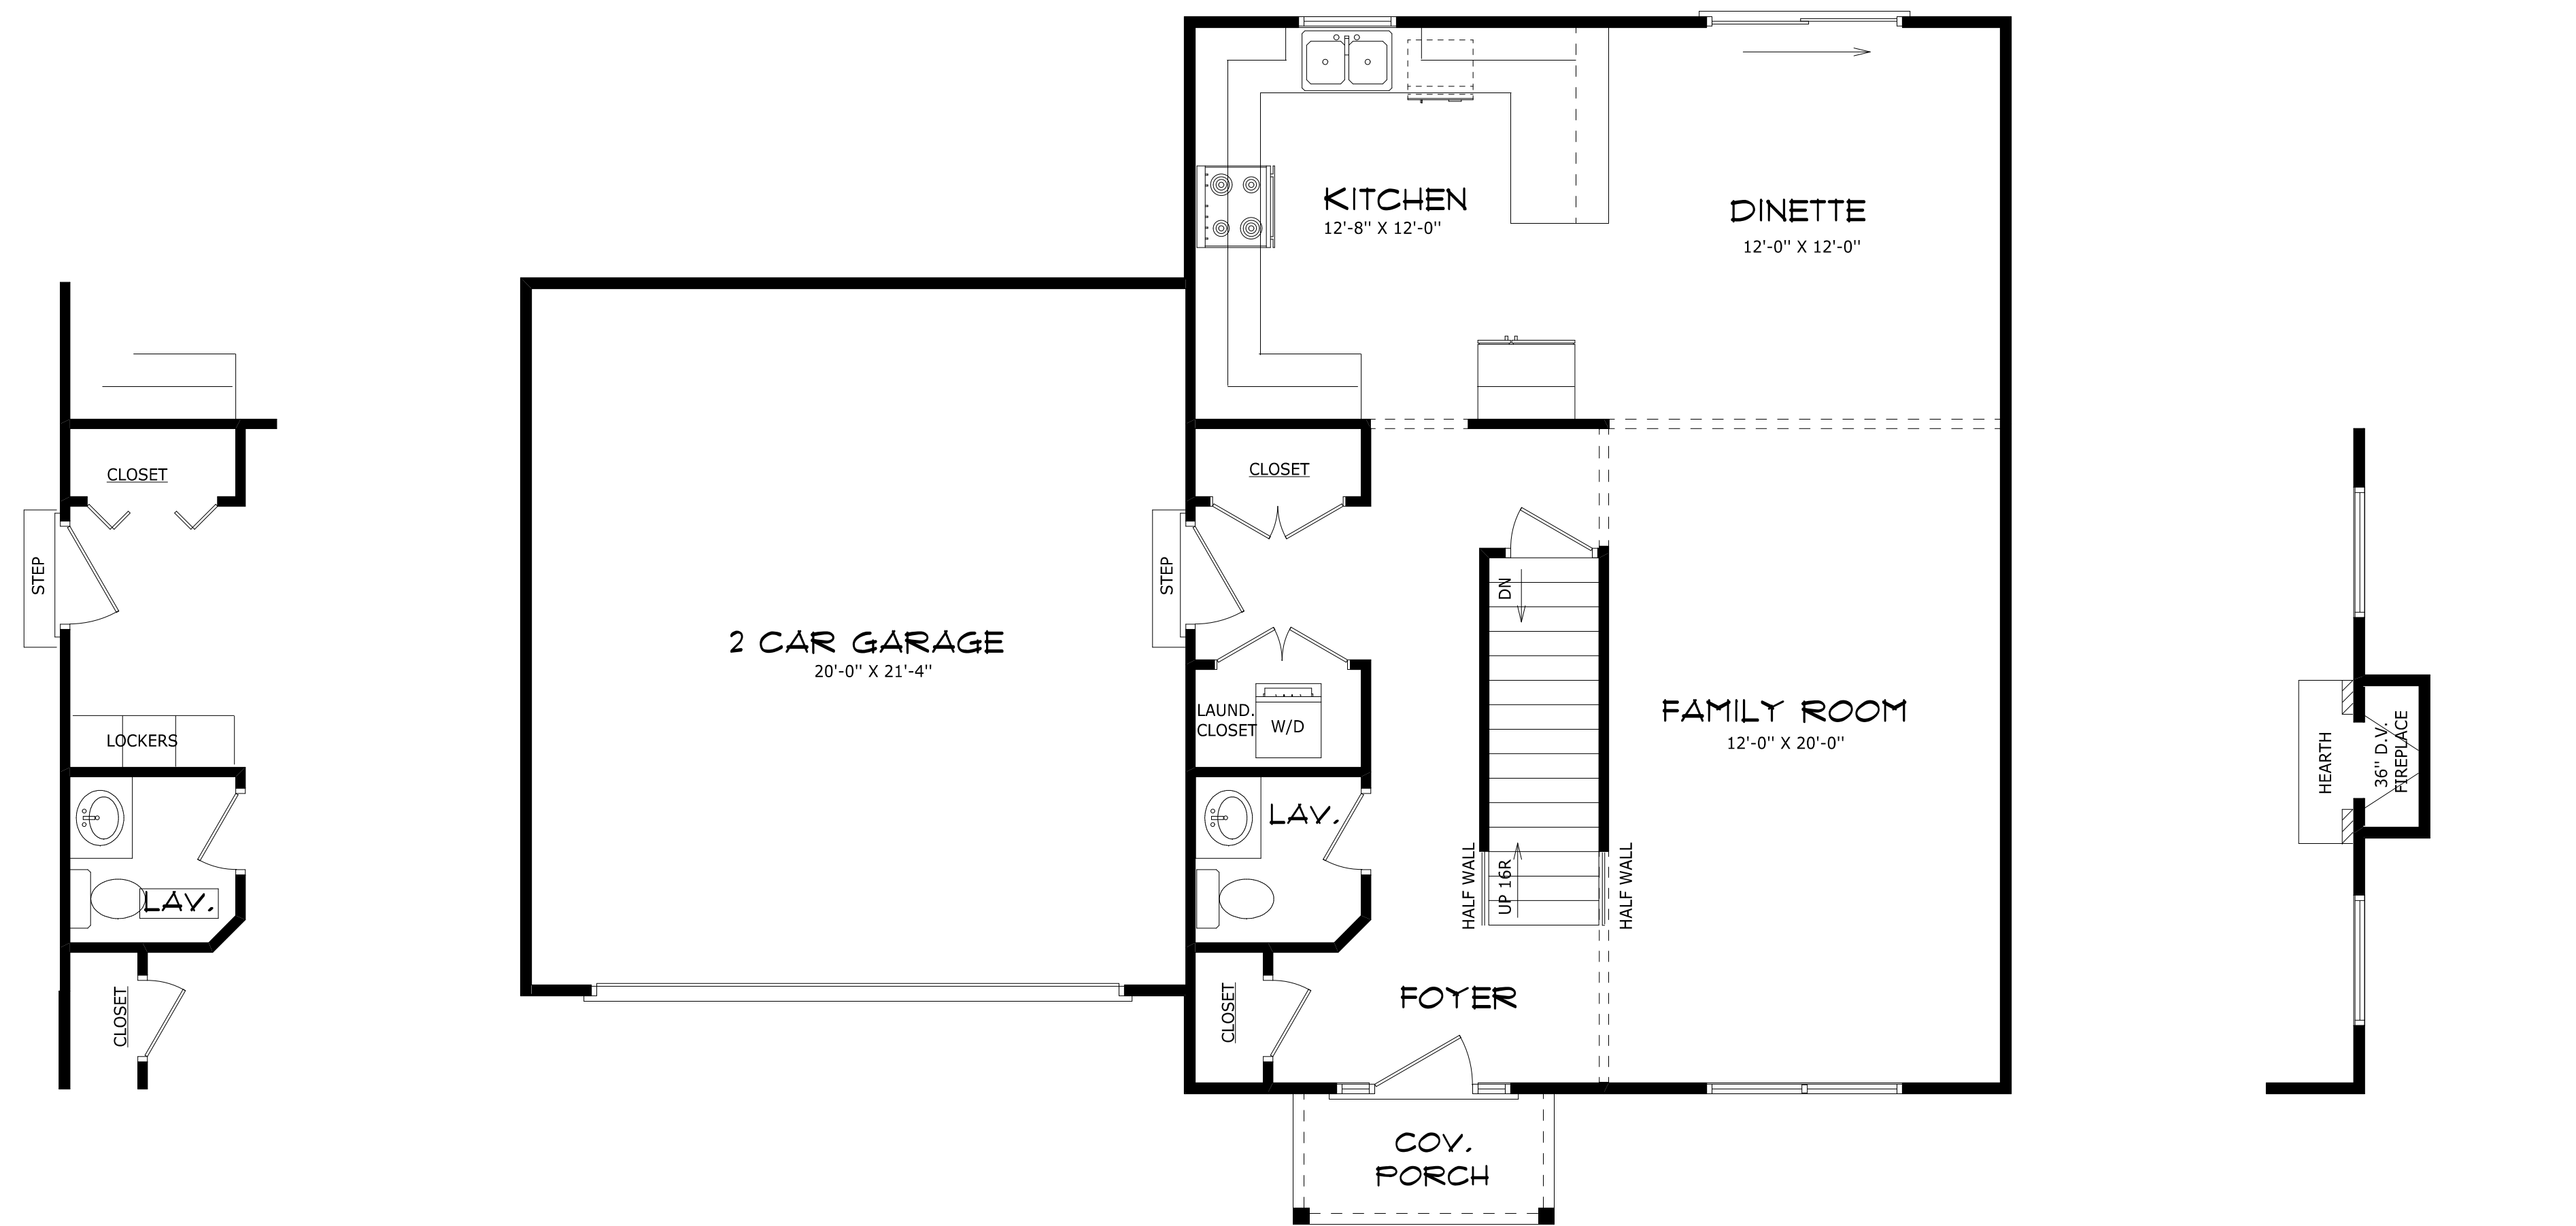 CLOSET
STEP
LOCKERS
LAV.
CLOSET
2 CAR GARAGE
20'-0" X 21'-4"
KITCHEN
12'-8" X 12'-0"
DINETTE
12'-0" X 12'-0"
CLOSET
STEP
DN
LAUND.
CLOSET
W/D
FAMILY ROOM
12'-0" X 20'-0"
LAV.
HALF WALL
UP 16R
HALF WALL
CLOSET
FOYER
COV.
PORCH
HEARTH
36" D.V.
FIREPLACE